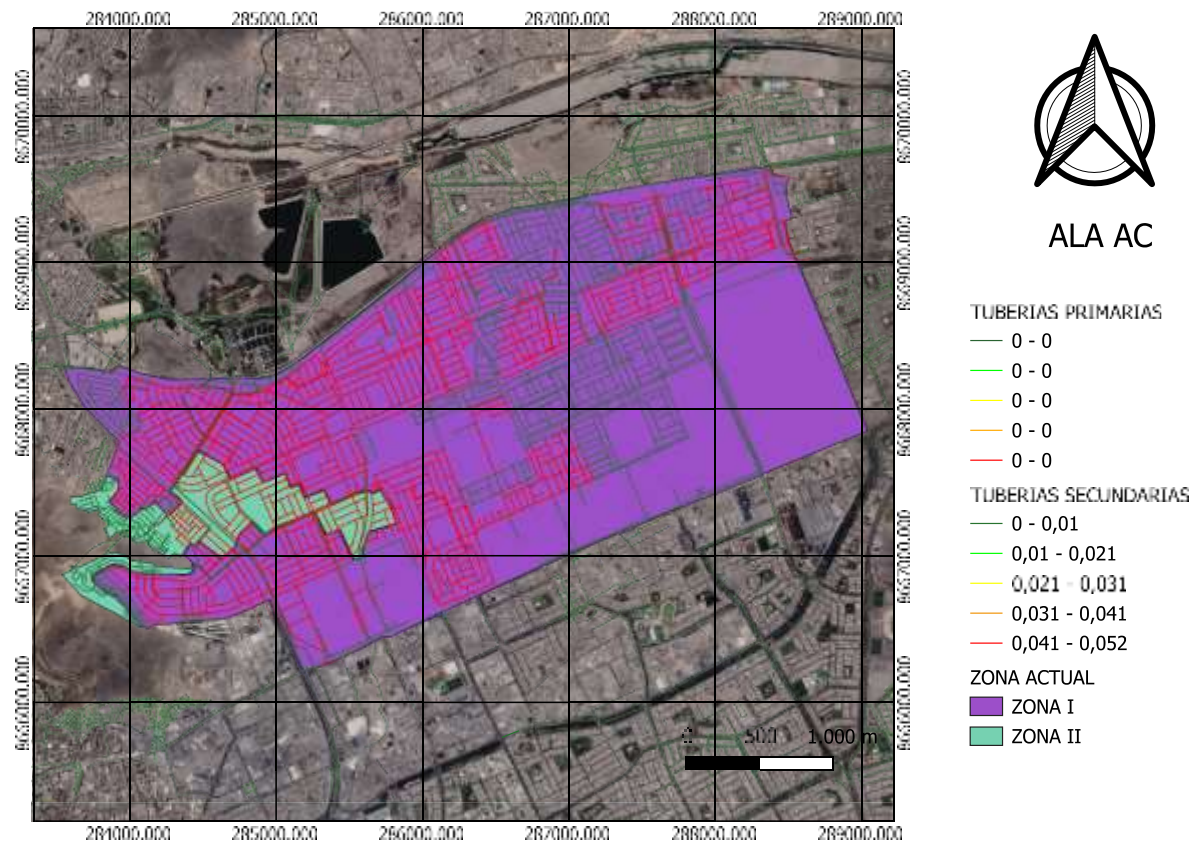 284000.000 285000.000 286000.000 287000.000 288000.000 289000.000
8670000.000 8670000.000
8669000.000 8669000.000
8668000.000 8668000.000
8667000.000 8667000.000
8666000.000 8666000.000
0 500 1.000 m
284000.000 285000.000 286000.000 287000.000 288000.000 289000.000
ALA AC
TUBERIAS PRIMARIAS
0 - 0
0 - 0
0 - 0
0 - 0
0 - 0
TUBERIAS SECUNDARIAS
0 - 0,01
0,01 - 0,021
0,021 - 0,031
0,031 - 0,041
0,041 - 0,052
ZONA ACTUAL
ZONA I
ZONA II